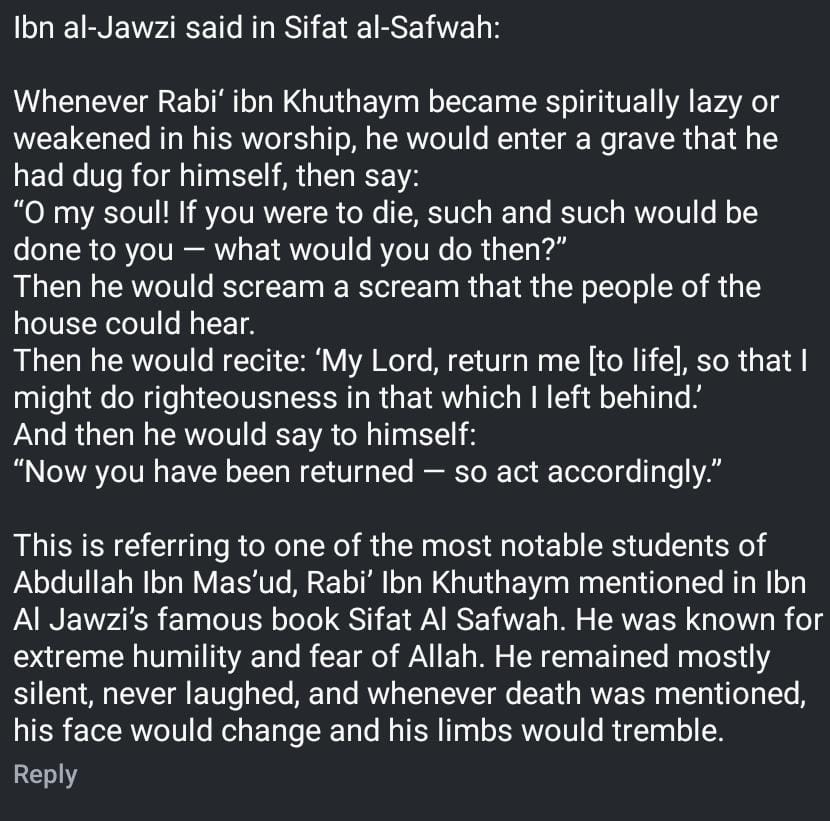 Ibn al-Jawzi said in Sifat al-Safwah:
Whenever Rabi‘ ibn Khuthaym became spiritually lazy or
weakened in his worship, he would enter a grave that he
had dug for himself, then say:
“O my soul! If you were to die, such and such would be
done to you — what would you do then?”
Then he would scream a scream that the people of the
house could hear.
Then he would recite: ‘My Lord, return me [to life], so that I
might do righteousness in that which I left behind.’
And then he would say to himself:
“Now you have been returned — so act accordingly.”
This is referring to one of the most notable students of
Abdullah Ibn Mas’ud, Rabi’ Ibn Khuthaym mentioned in Ibn
Al Jawzi’s famous book Sifat Al Safwah. He was known for
extreme humility and fear of Allah. He remained mostly
silent, never laughed, and whenever death was mentioned,
his face would change and his limbs would tremble.
Reply